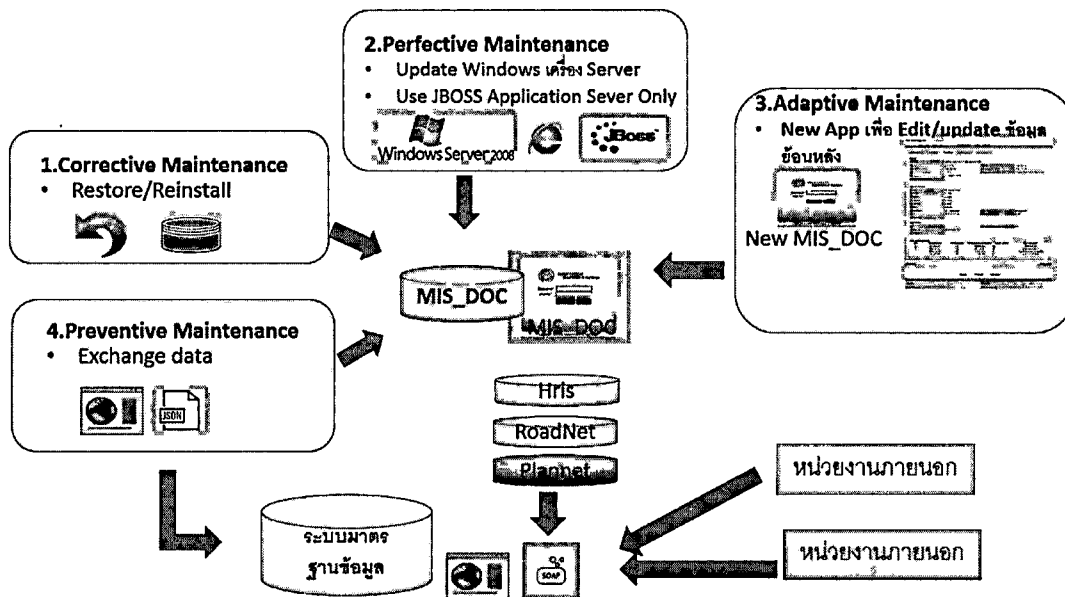 2.Perfective Maintenance
• Update Windows เครื่อง Server
• Use JBOSS Application Sever Only
Windows Server 2008
JBoss
1.Corrective Maintenance
• Restore/Reinstall
3.Adaptive Maintenance
• New App เพื่อ Edit/update ข้อมูล
ย้อนหลัง
New MIS_DOC
MIS_DOC
MIS_DOC
4.Preventive Maintenance
• Exchange data
JSON
Hris
RoadNet
Plannet
หน่วยงานภายนอก
หน่วยงานภายนอก
ระบบมาตร
ฐานข้อมูล
SOAP